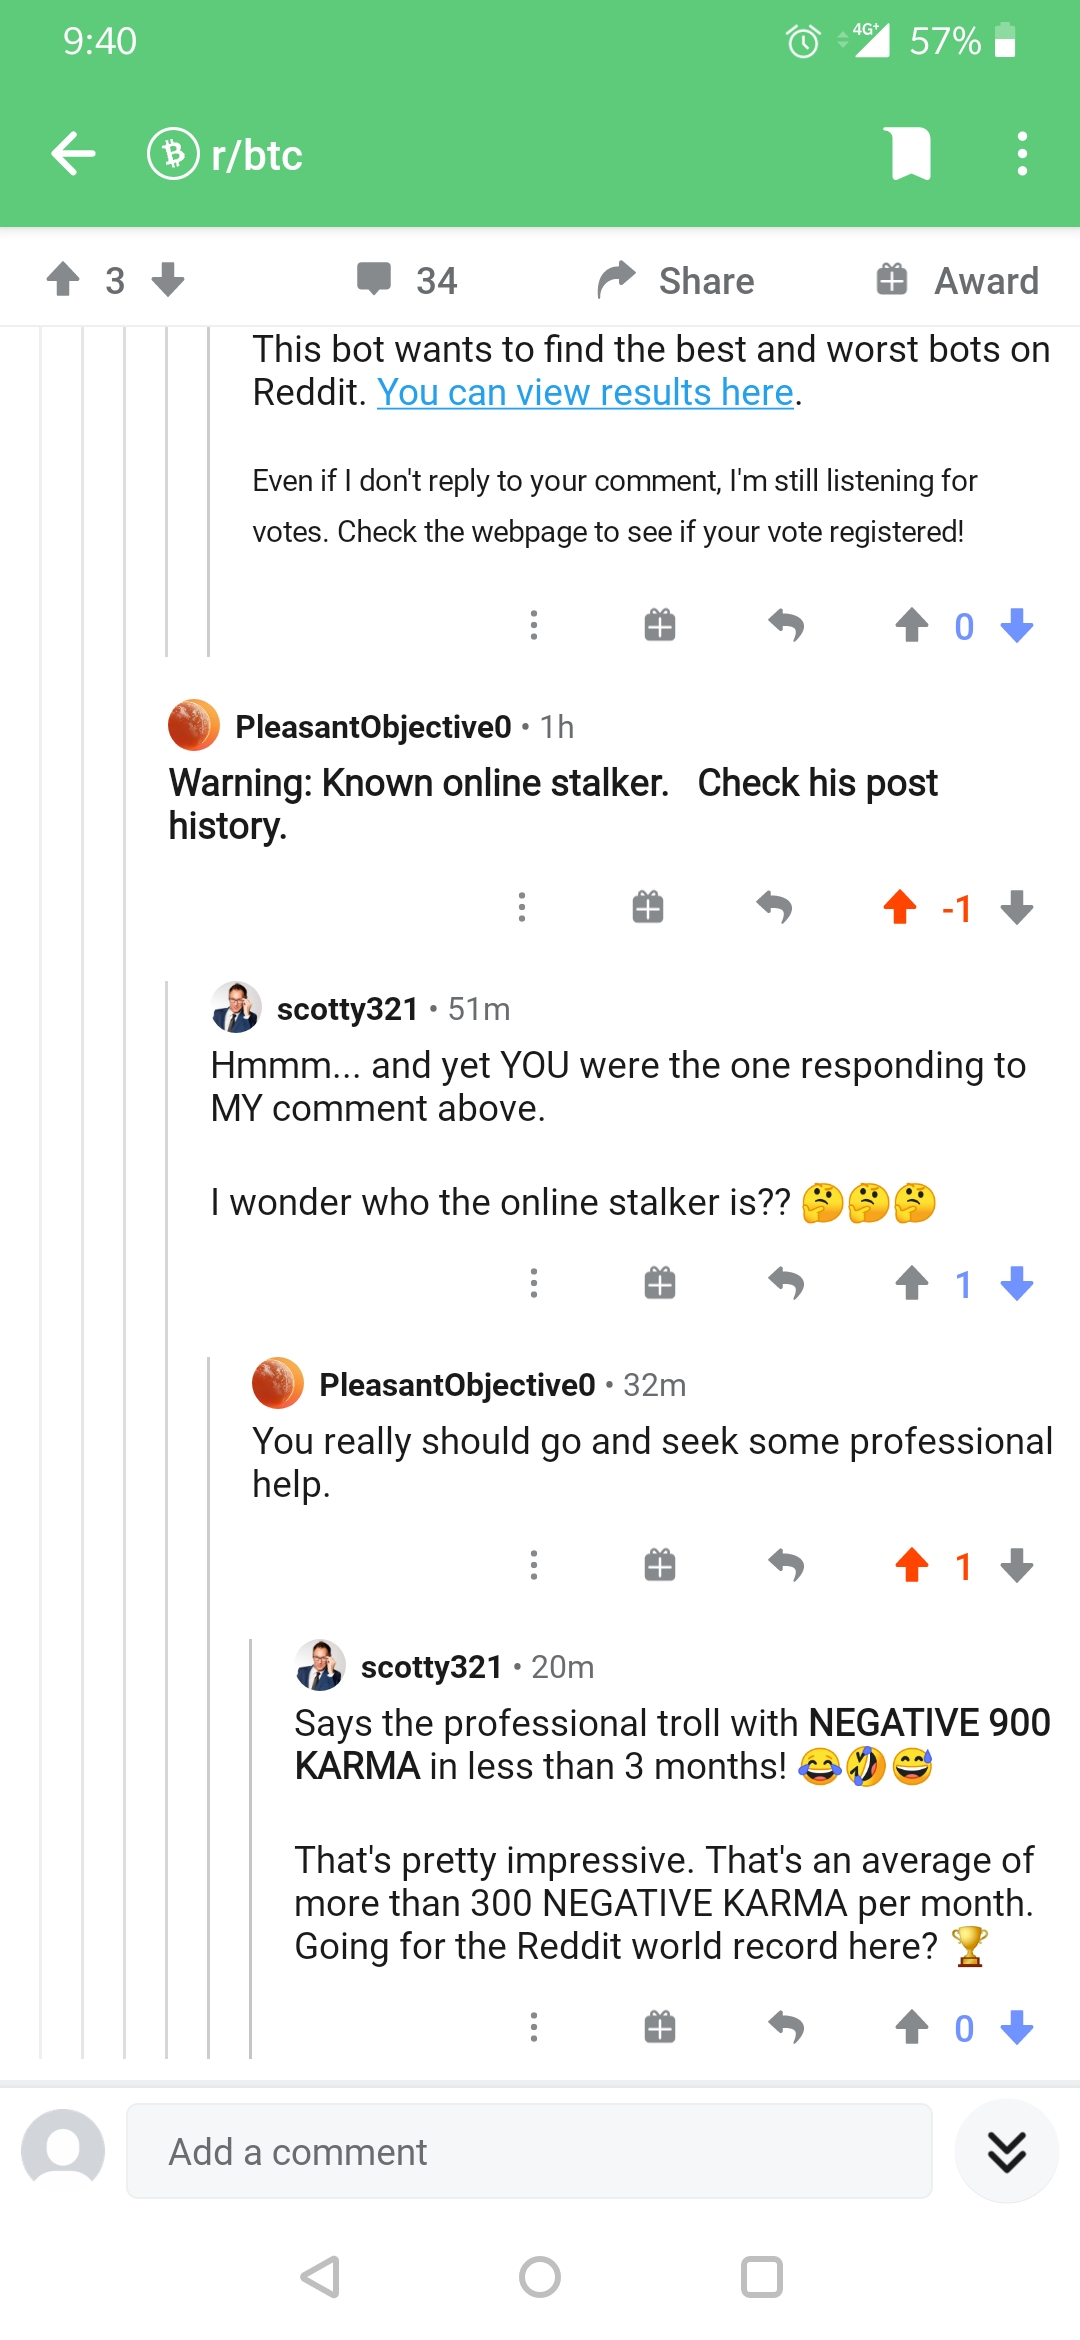 9:40
4G+ 57%
r/btc
3 34 Share Award
This bot wants to find the best and worst bots on
Reddit. You can view results here.
Even if I don't reply to your comment, I'm still listening for
votes. Check the webpage to see if your vote registered!
0
PleasantObjective0 • 1h
Warning: Known online stalker. Check his post
history.
-1
scotty321 • 51m
Hmmm... and yet YOU were the one responding to
MY comment above.
I wonder who the online stalker is?? 🤔🤔🤔
1
PleasantObjective0 • 32m
You really should go and seek some professional
help.
1
scotty321 • 20m
Says the professional troll with NEGATIVE 900
KARMA in less than 3 months! 😂🤣😅
That's pretty impressive. That's an average of
more than 300 NEGATIVE KARMA per month.
Going for the Reddit world record here? 🏆
0
Add a comment